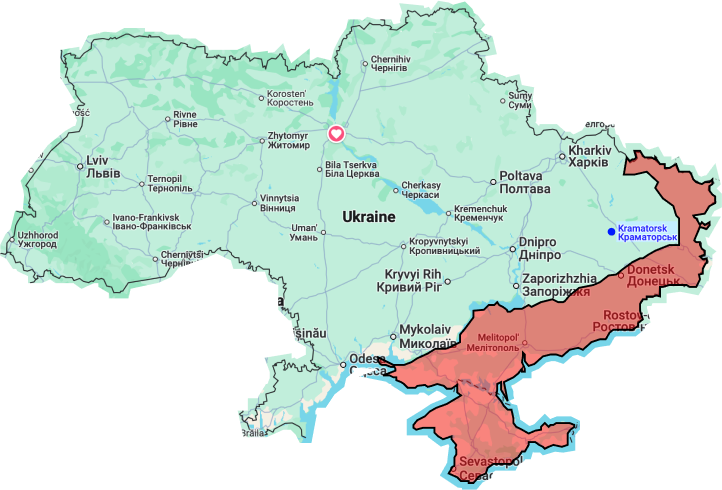 Chernihiv
Чернігів
Korosten'
Коростень
Sumy
Суми
Rivne
Рівне
Zhytomyr
Житомир
Kharkiv
Харків
Lviv
Львів
Bila Tserkva
Біла Церква
Poltava
Полтава
Ternopil
Тернопіль
Cherkasy
Черкаси
Vinnytsia
Вінниця
Kremenchuk
Кременчук
Ukraine
Ivano-Frankivsk
Івано-Франківськ
Uman'
Умань
Kramatorsk
Краматорськ
Uzhhorod
Ужгород
Kropyvnytskyi
Кропивницький
Dnipro
Дніпро
Donetsk
Донецьк
Kryvyi Rih
Кривий Ріг
Zaporizhzhia
Запоріжжя
Mykolaiv
Миколаїв
Melitopol'
Мелітополь
Odesa
Одеса
Sevastopol'